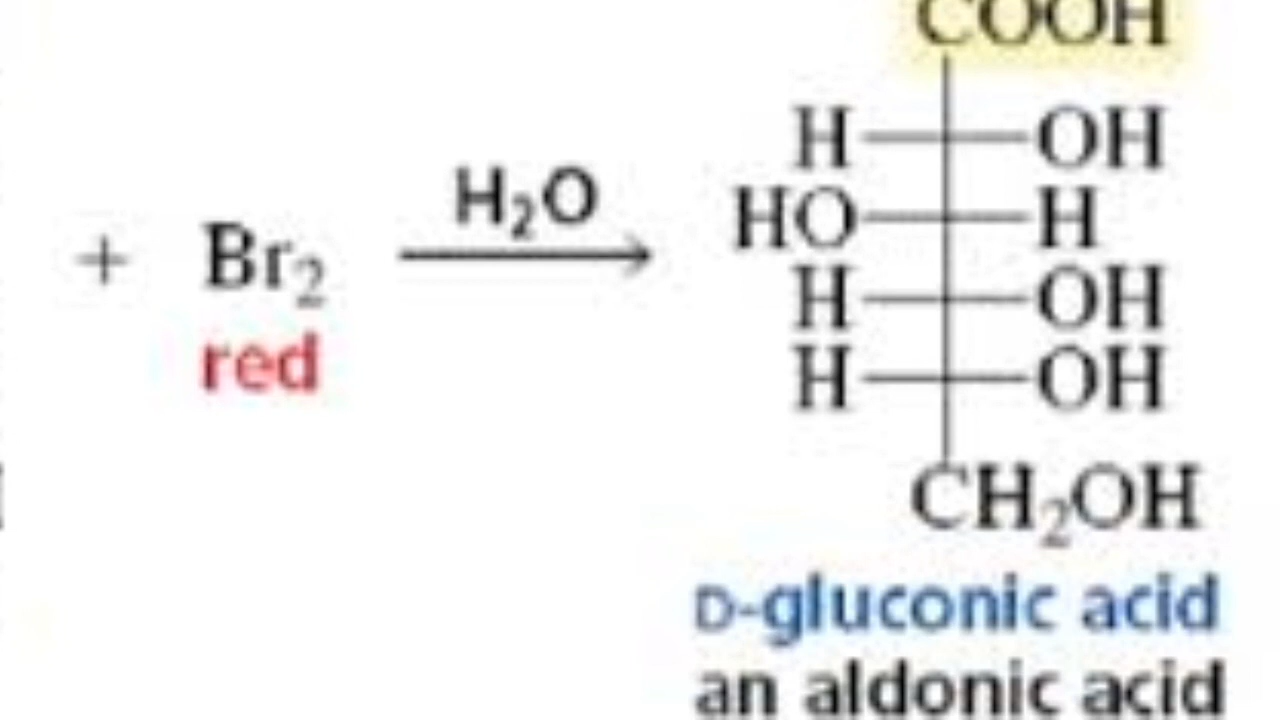 COOH
H OH
H₂O
HO H
+ Br₂
H OH
red
H OH
CH₂OH
D-gluconic acid
an aldonic acid